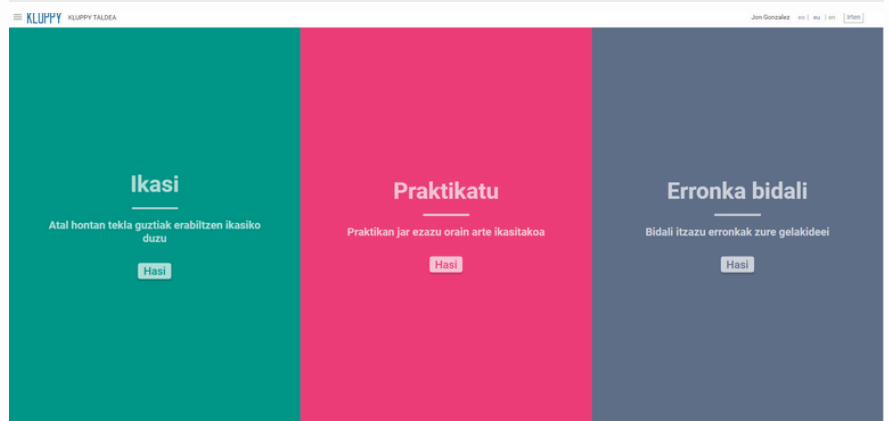 KLUPPY KLUPPY TALDEA
Jon Gonzalez es | eu | en Irten
Ikasi
Atal hontan tekla guztiak erabiltzen ikasiko
duzu
Hasi
Praktikatu
Praktikan jar ezazu orain arte ikasitakoa
Hasi
Erronka bidali
Bidali itzazu erronkak zure gelakideei
Hasi